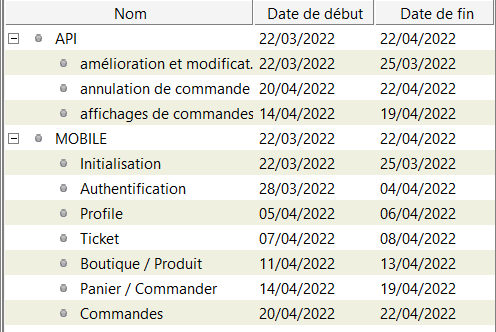 Nom Date de début Date de fin
API 22/03/2022 22/04/2022
amélioration et modificat. 22/03/2022 25/03/2022
annulation de commande 20/04/2022 22/04/2022
affichages de commandes 14/04/2022 19/04/2022
MOBILE 22/03/2022 22/04/2022
Initialisation 22/03/2022 25/03/2022
Authentification 28/03/2022 04/04/2022
Profile 05/04/2022 06/04/2022
Ticket 07/04/2022 08/04/2022
Boutique / Produit 11/04/2022 13/04/2022
Panier / Commander 14/04/2022 19/04/2022
Commandes 20/04/2022 22/04/2022